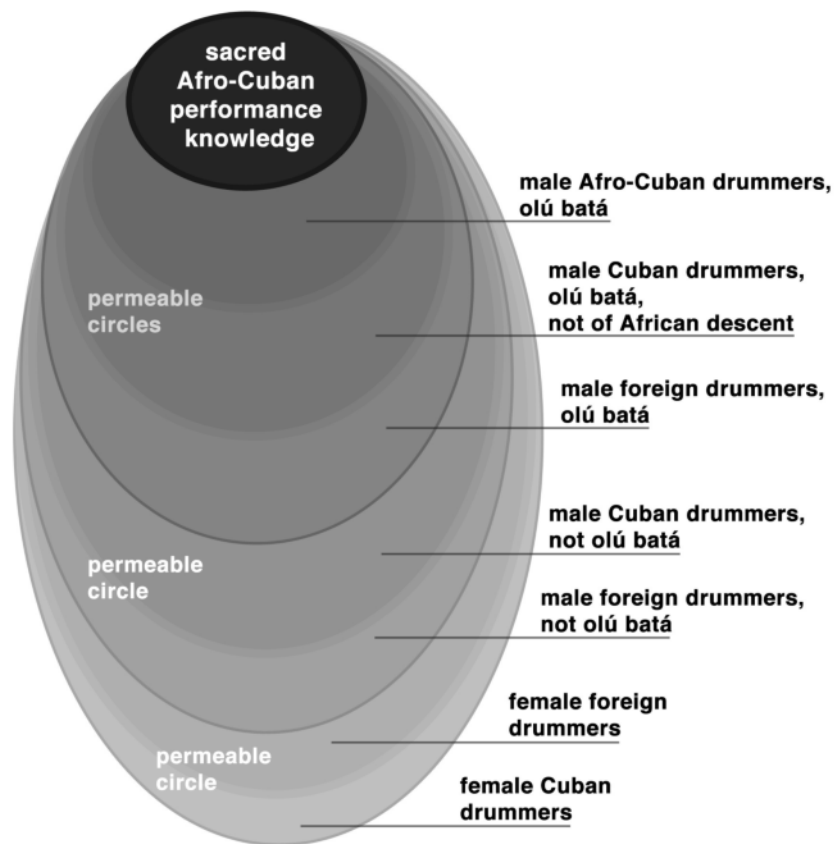 sacred
Afro-Cuban
performance
knowledge
male Afro-Cuban drummers,
olú batá
permeable
circles
male Cuban drummers,
olú batá,
not of African descent
male foreign drummers,
olú batá
male Cuban drummers,
not olú batá
permeable
circle
male foreign drummers,
not olú batá
female foreign
drummers
permeable
circle
female Cuban
drummers